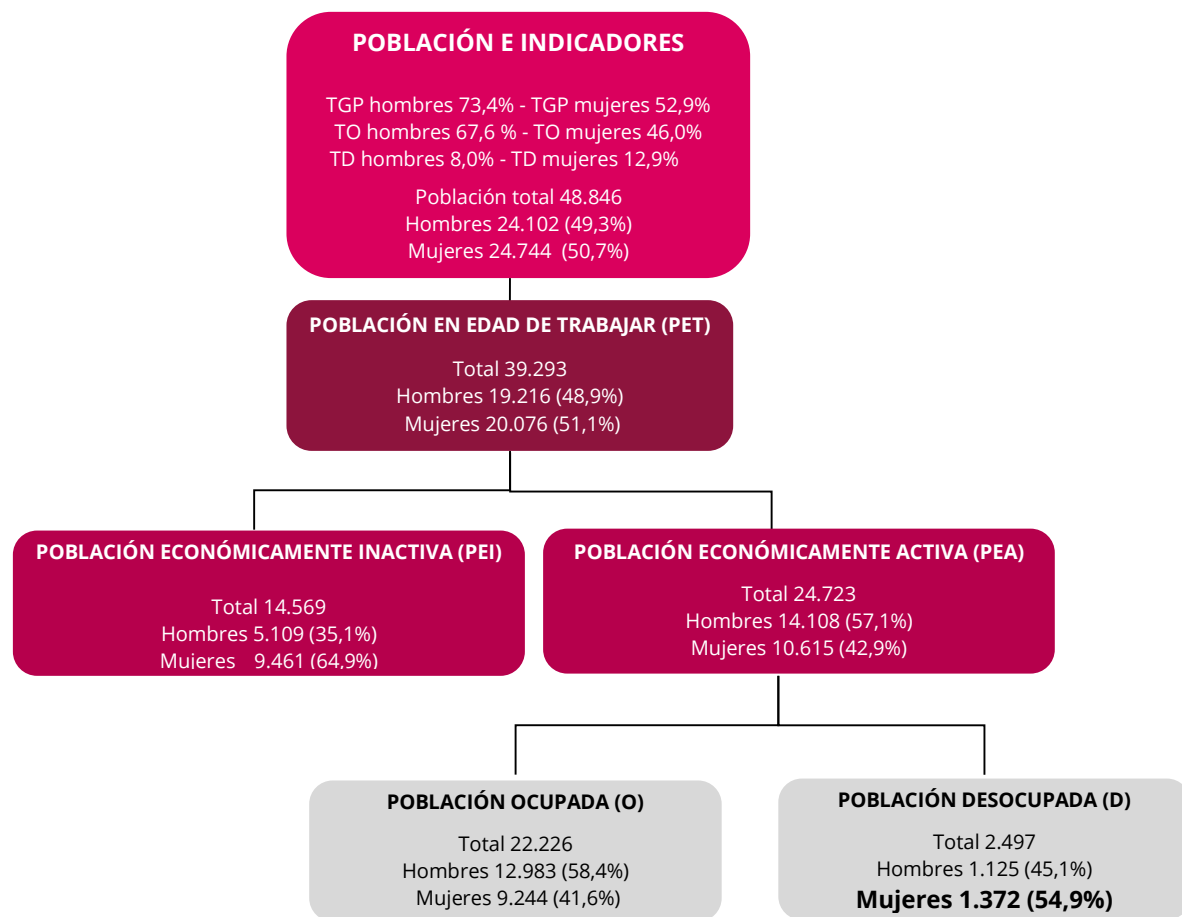 POBLACIÓN E INDICADORES
TGP hombres 73,4% - TGP mujeres 52,9%
TO hombres 67,6 % - TO mujeres 46,0%
TD hombres 8,0% - TD mujeres 12,9%
Población total 48.846
Hombres 24.102 (49,3%)
Mujeres 24.744 (50,7%)
POBLACIÓN EN EDAD DE TRABAJAR (PET)
Total 39.293
Hombres 19.216 (48,9%)
Mujeres 20.076 (51,1%)
POBLACIÓN ECONÓMICAMENTE INACTIVA (PEI)
Total 14.569
Hombres 5.109 (35,1%)
Mujeres 9.461 (64,9%)
POBLACIÓN ECONÓMICAMENTE ACTIVA (PEA)
Total 24.723
Hombres 14.108 (57,1%)
Mujeres 10.615 (42,9%)
POBLACIÓN OCUPADA (O)
Total 22.226
Hombres 12.983 (58,4%)
Mujeres 9.244 (41,6%)
POBLACIÓN DESOCUPADA (D)
Total 2.497
Hombres 1.125 (45,1%)
Mujeres 1.372 (54,9%)